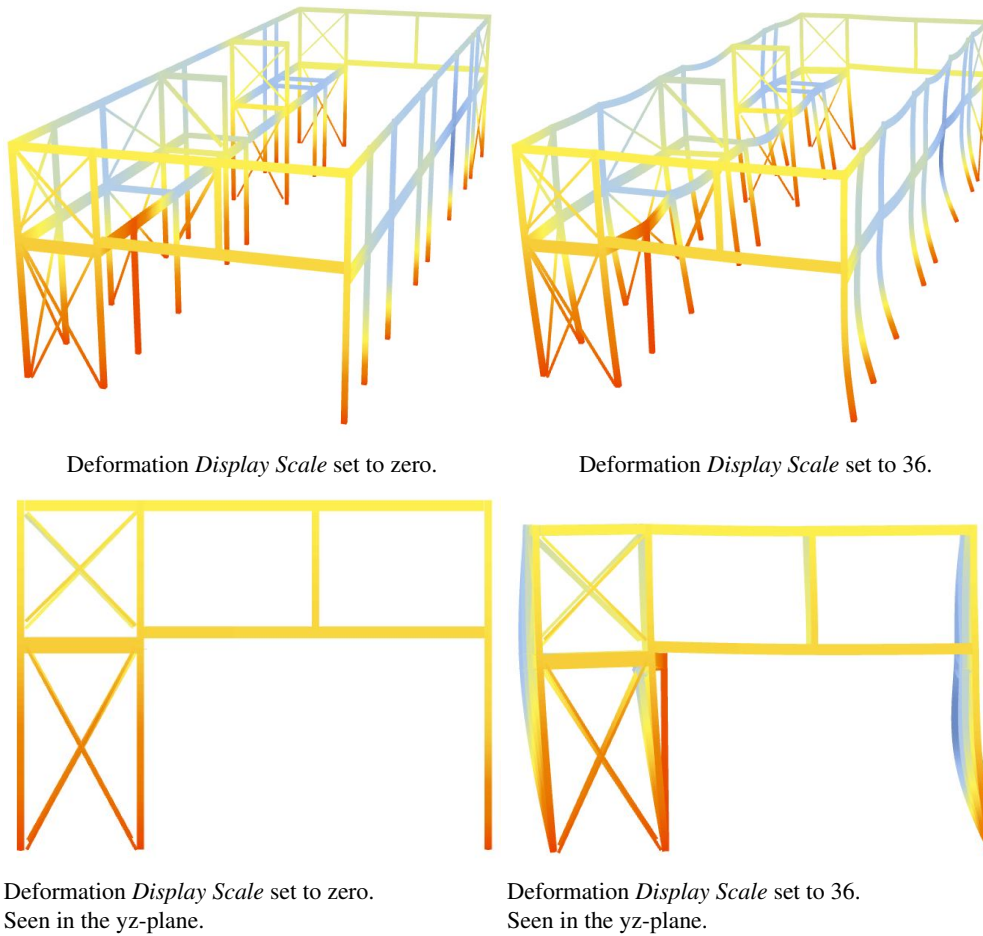 Deformation Display Scale set to zero.
Deformation Display Scale set to 36.
Deformation Display Scale set to zero.
Seen in the yz-plane.
Deformation Display Scale set to 36.
Seen in the yz-plane.